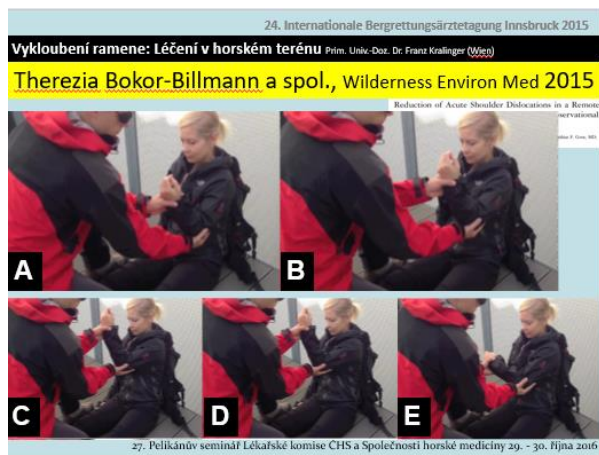 24. Internationale Bergrettungsärztetagung Innsbruck 2015
Vykloubení ramene: Léčení v horském terénu Prim. Univ.-Doz. Dr. Franz Kralinger (Wien)
Therezia Bokor-Billmann a spol., Wilderness Environ Med 2015
Reduction of Acute Shoulder Dislocations in a Remote
servational
A
B
C
D
E
27. Pelikánův seminář Lékařské komise ČHS a Společnosti horské medicíny 29. - 30. října 2016